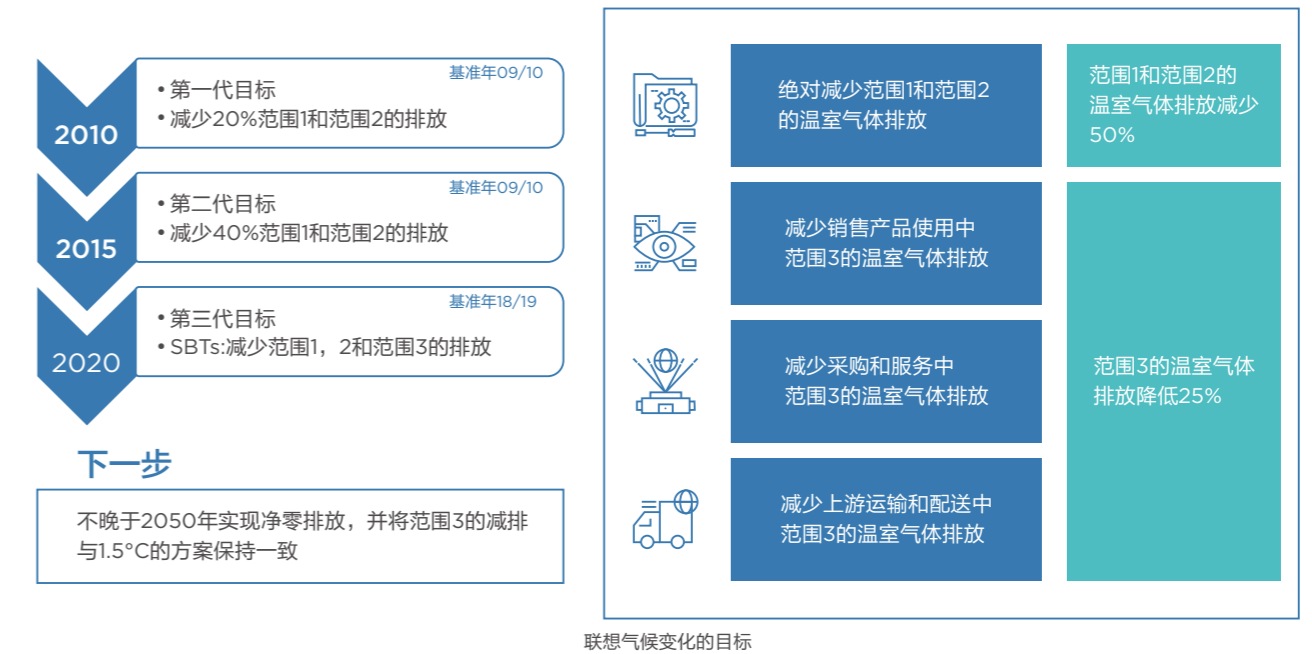 基准年09/10
2010
• 第一代目标
• 减少20%范围1和范围2的排放
基准年09/10
2015
• 第二代目标
• 减少40%范围1和范围2的排放
基准年18/19
2020
• 第三代目标
• SBTs:减少范围1，2和范围3的排放
下一步
不晚于2050年实现净零排放，并将范围3的减排
与1.5°C的方案保持一致
绝对减少范围1和范围2
的温室气体排放
范围1和范围2的
温室气体排放减少
50%
减少销售产品使用中
范围3的温室气体排放
减少采购和服务中
范围3的温室气体排放
减少上游运输和配送中
范围3的温室气体排放
范围3的温室气体
排放降低25%
联想气候变化的目标